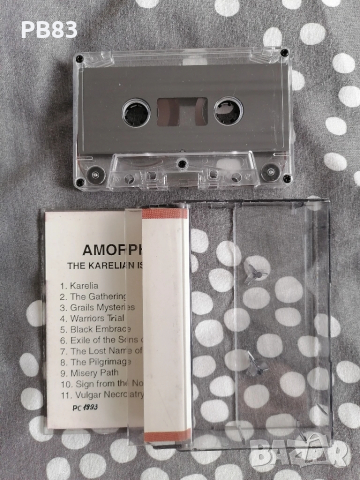 PB83
AMORPH
THE KARELIAN IS
1. Karelia
2. The Gathering
3. Grails Mysteries
4. Warriors Trial
5. Black Embrace
6. Exile of the Sons o
7. The Lost Name of
8. The Pilgrimage
9. Misery Path
10. Sign from the No
11. Vulgar Necrolatry
PC 1993
BAZAR